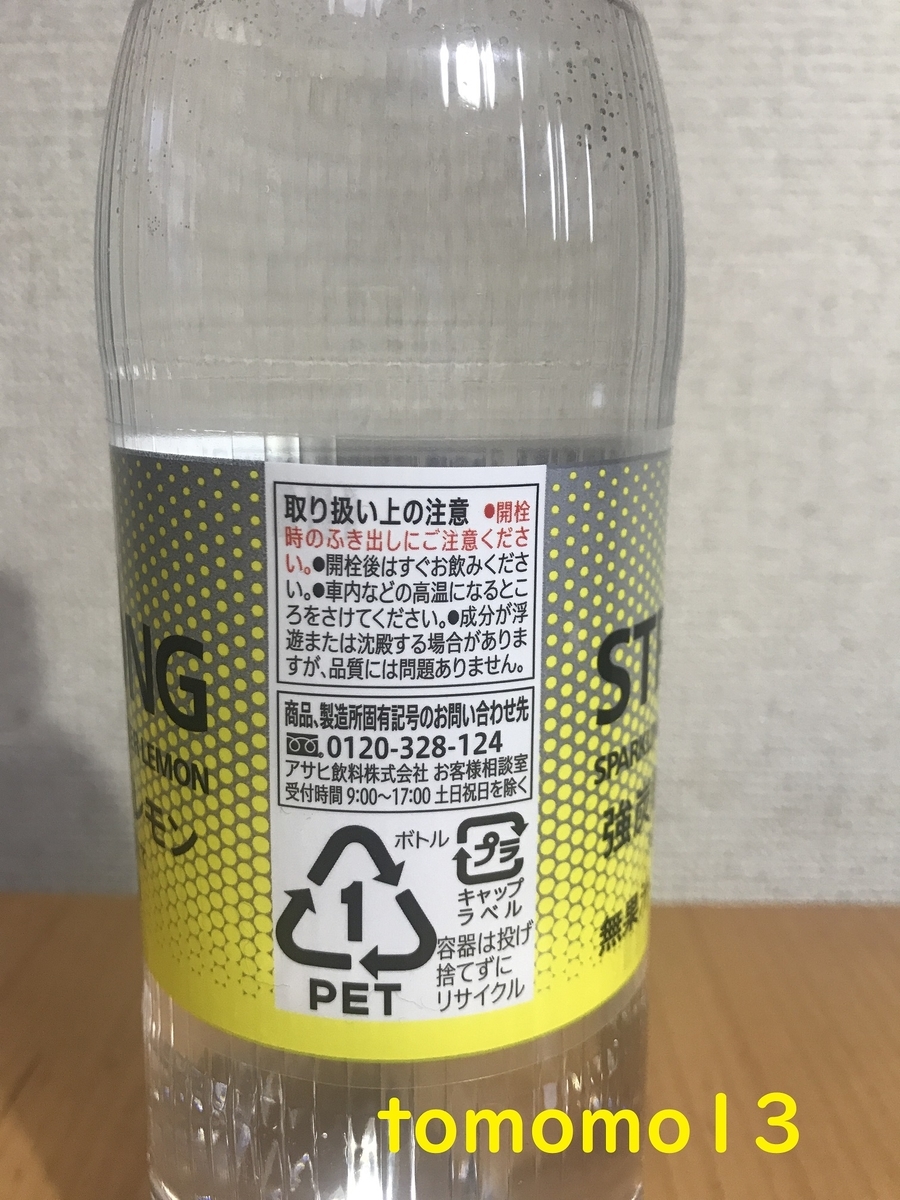 取り扱い上の注意 ●開栓
時のふき出しにご注意くださ
い。●開栓後はすぐお飲みくださ
い。●車内などの高温になるとこ
ろをさけてください。●成分が浮
遊または沈殿する場合がありま
すが、品質には問題ありません。
商品、製造所固有記号のお問い合わせ先
0120-328-124
アサヒ飲料株式会社 お客様相談室
受付時間 9:00~17:00 土日祝日を除く
ボトル
1
PET
プラ
キャップ
ラベル
容器は投げ
捨てずに
リサイクル
NG
LEMON
モン
ST
SPARKL
強
無果
tomomo13